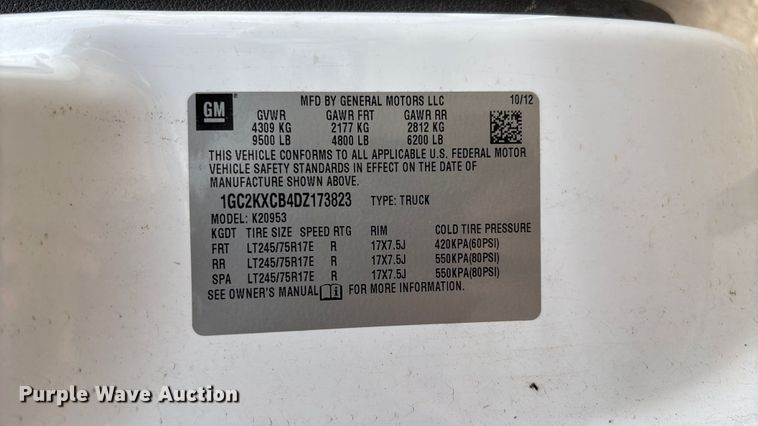 GM MFD BY GENERAL MOTORS LLC 10/12
GVWR GAWR FRT GAWR RR
4309 KG 2177 KG 2812 KG
9500 LB 4800 LB 6200 LB
THIS VEHICLE CONFORMS TO ALL APPLICABLE U.S. FEDERAL MOTOR
VEHICLE SAFETY STANDARDS IN EFFECT ON THE DATE OF
MANUFACTURE SHOWN ABOVE.
1GC2KXCB4DZ173823 TYPE: TRUCK
MODEL: K20953
KGDT TIRE SIZE SPEED RTG RIM COLD TIRE PRESSURE
FRT LT245/75R17E R 17X7.5J 420KPA(60PSI)
RR LT245/75R17E R 17X7.5J 550KPA(80PSI)
SPA LT245/75R17E R 17X7.5J 550KPA(80PSI)
SEE OWNER'S MANUAL FOR MORE INFORMATION.
Purple Wave Auction Purple Wave Auction